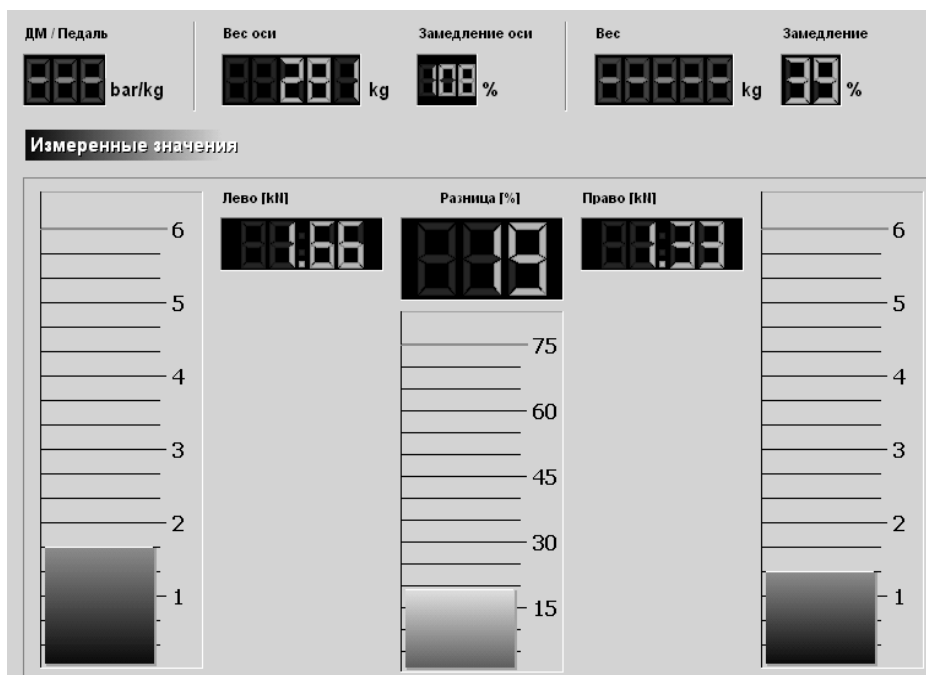 ДМ / Педаль Вес оси Замедление оси Вес Замедление
--- bar/kg 281 kg 108 % ----- kg 39 %
Измеренные значения
Лево [kN] Разница [%] Право [kN]
1.66 19 1.33
6 6
5 5
75
4 4
60
3 3
45
2 2
30
1 15 1